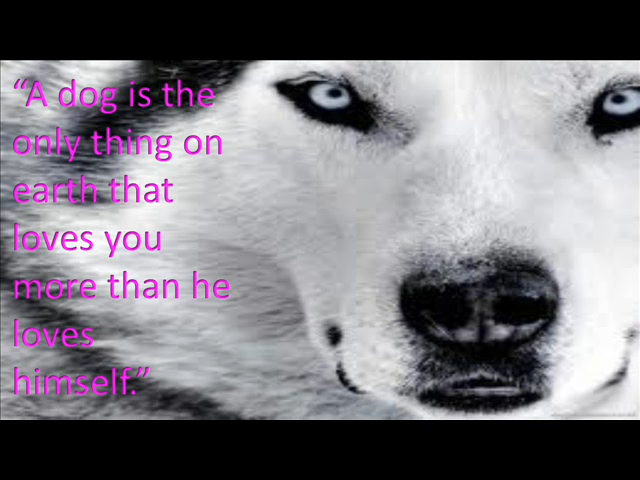 “A dog is the
only thing on
earth that
loves you
more than he
loves
himself.”